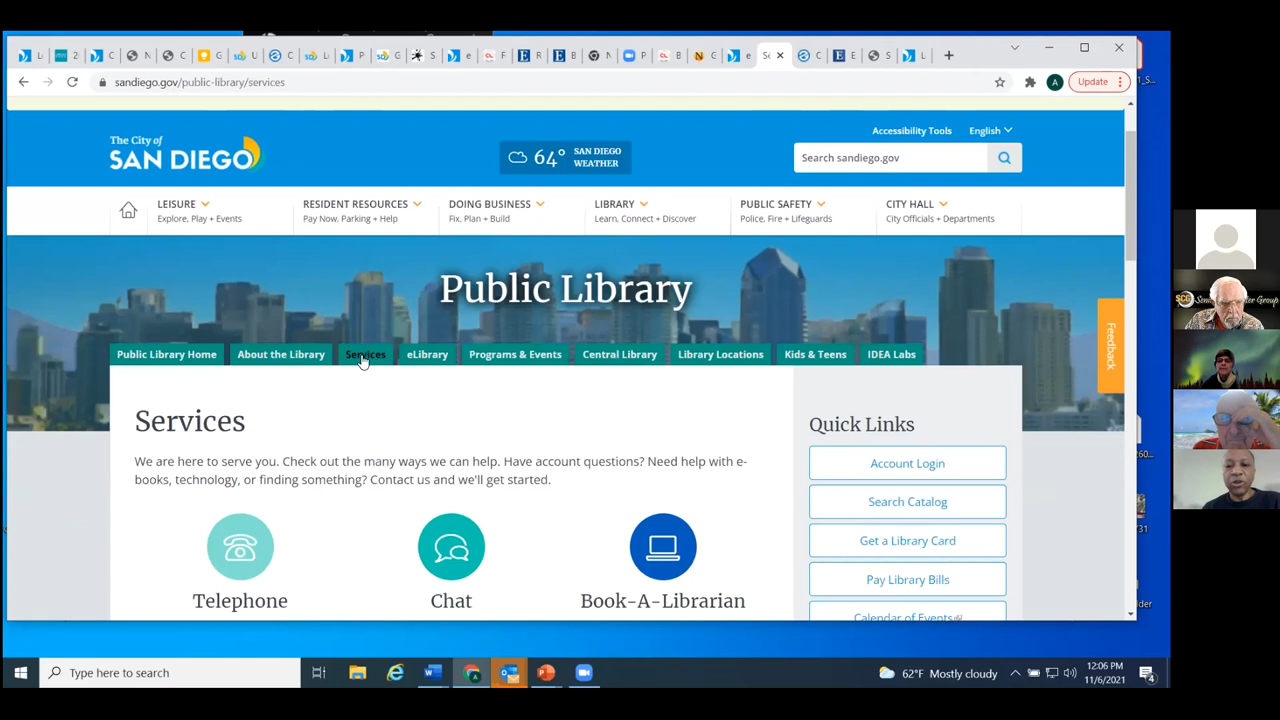 sandiego.gov/public-library/services
Update
The City of
SAN DIEGO
64° SAN DIEGO WEATHER
Accessibility Tools
English
Search sandiego.gov
LEISURE
Explore, Play + Events
RESIDENT RESOURCES
Pay Now, Parking + Help
DOING BUSINESS
Fix, Plan + Build
LIBRARY
Learn, Connect + Discover
PUBLIC SAFETY
Police, Fire + Lifeguards
CITY HALL
City Officials + Departments
Public Library
Public Library Home
About the Library
Services
eLibrary
Programs & Events
Central Library
Library Locations
Kids & Teens
IDEA Labs
Feedback
Services
We are here to serve you. Check out the many ways we can help. Have account questions? Need help with e-
books, technology, or finding something? Contact us and we'll get started.
Telephone
Chat
Book-A-Librarian
Quick Links
Account Login
Search Catalog
Get a Library Card
Pay Library Bills
Calendar of Events
Type here to search
62°F Mostly cloudy
12:06 PM
11/6/2021
4